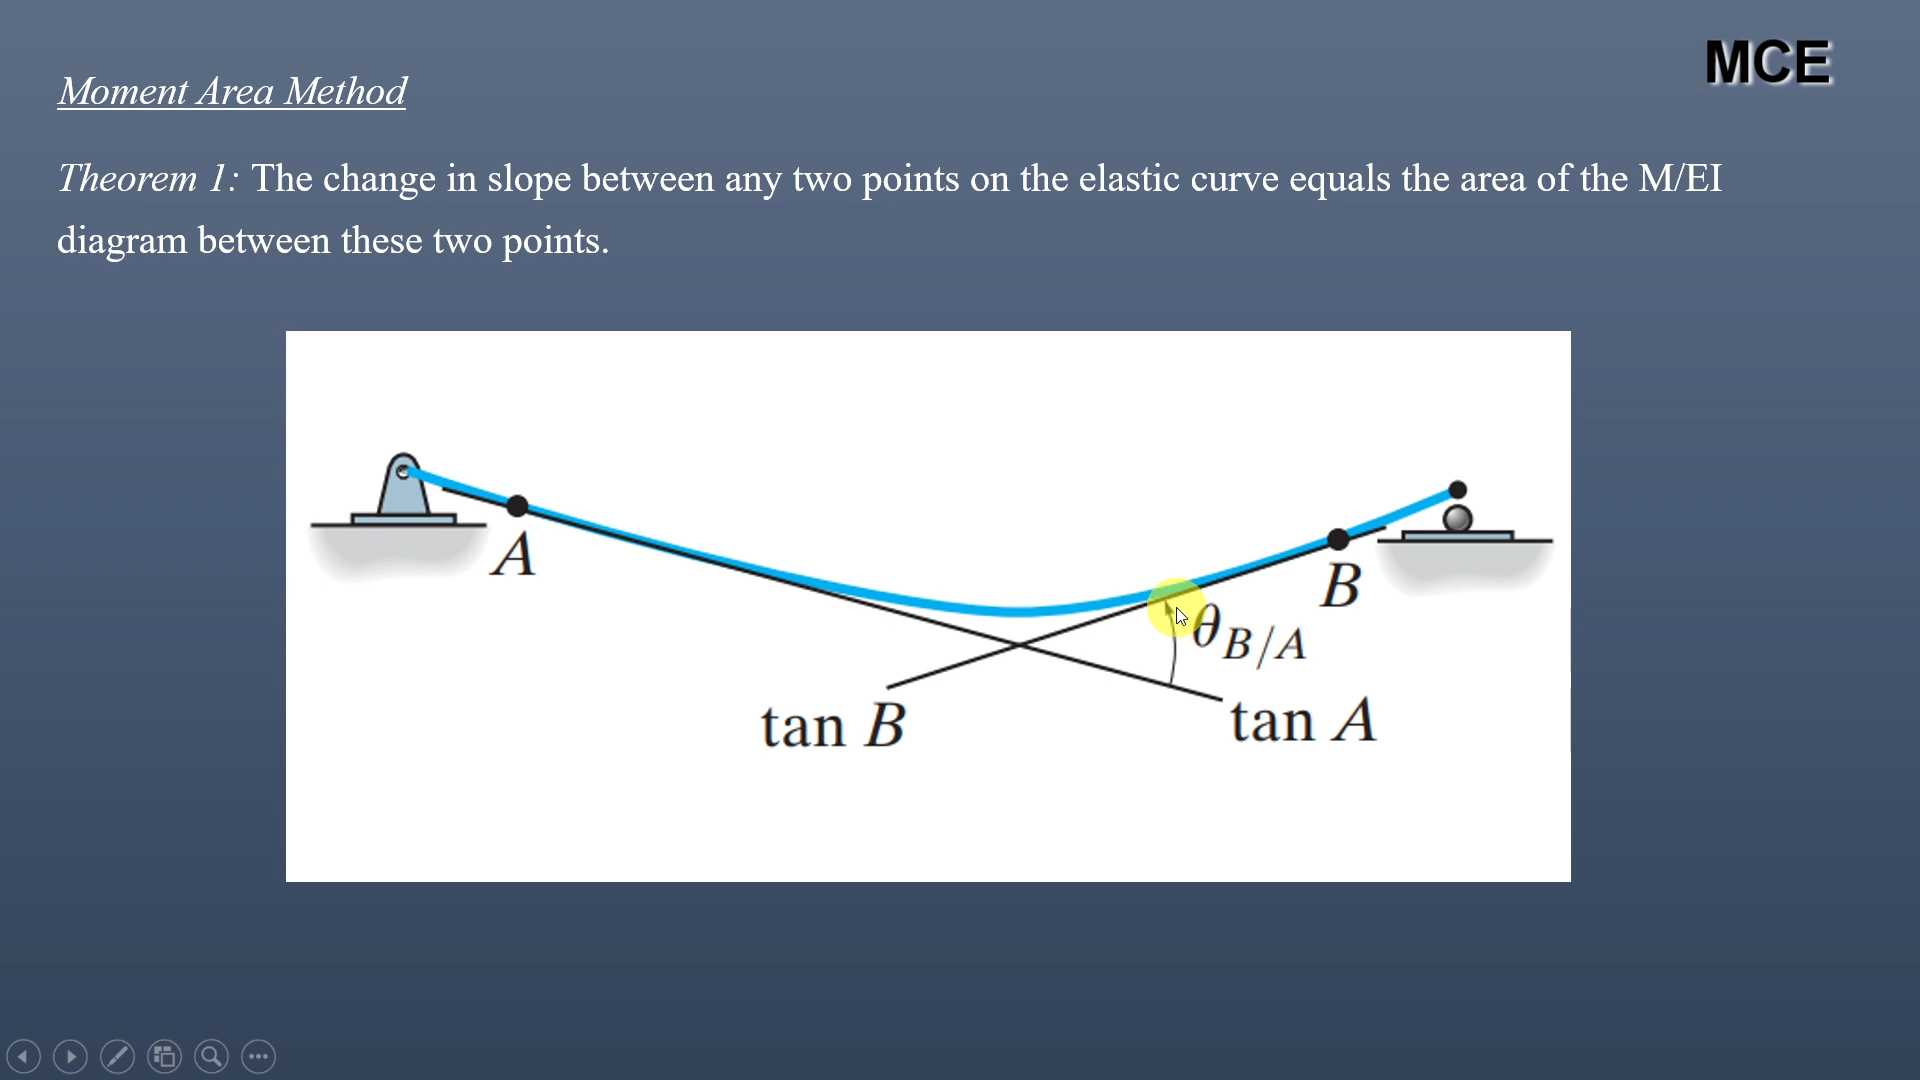 MCE
Moment Area Method
Theorem 1: The change in slope between any two points on the elastic curve equals the area of the M/EI
diagram between these two points.
A
B
θB/A
tan B
tan A